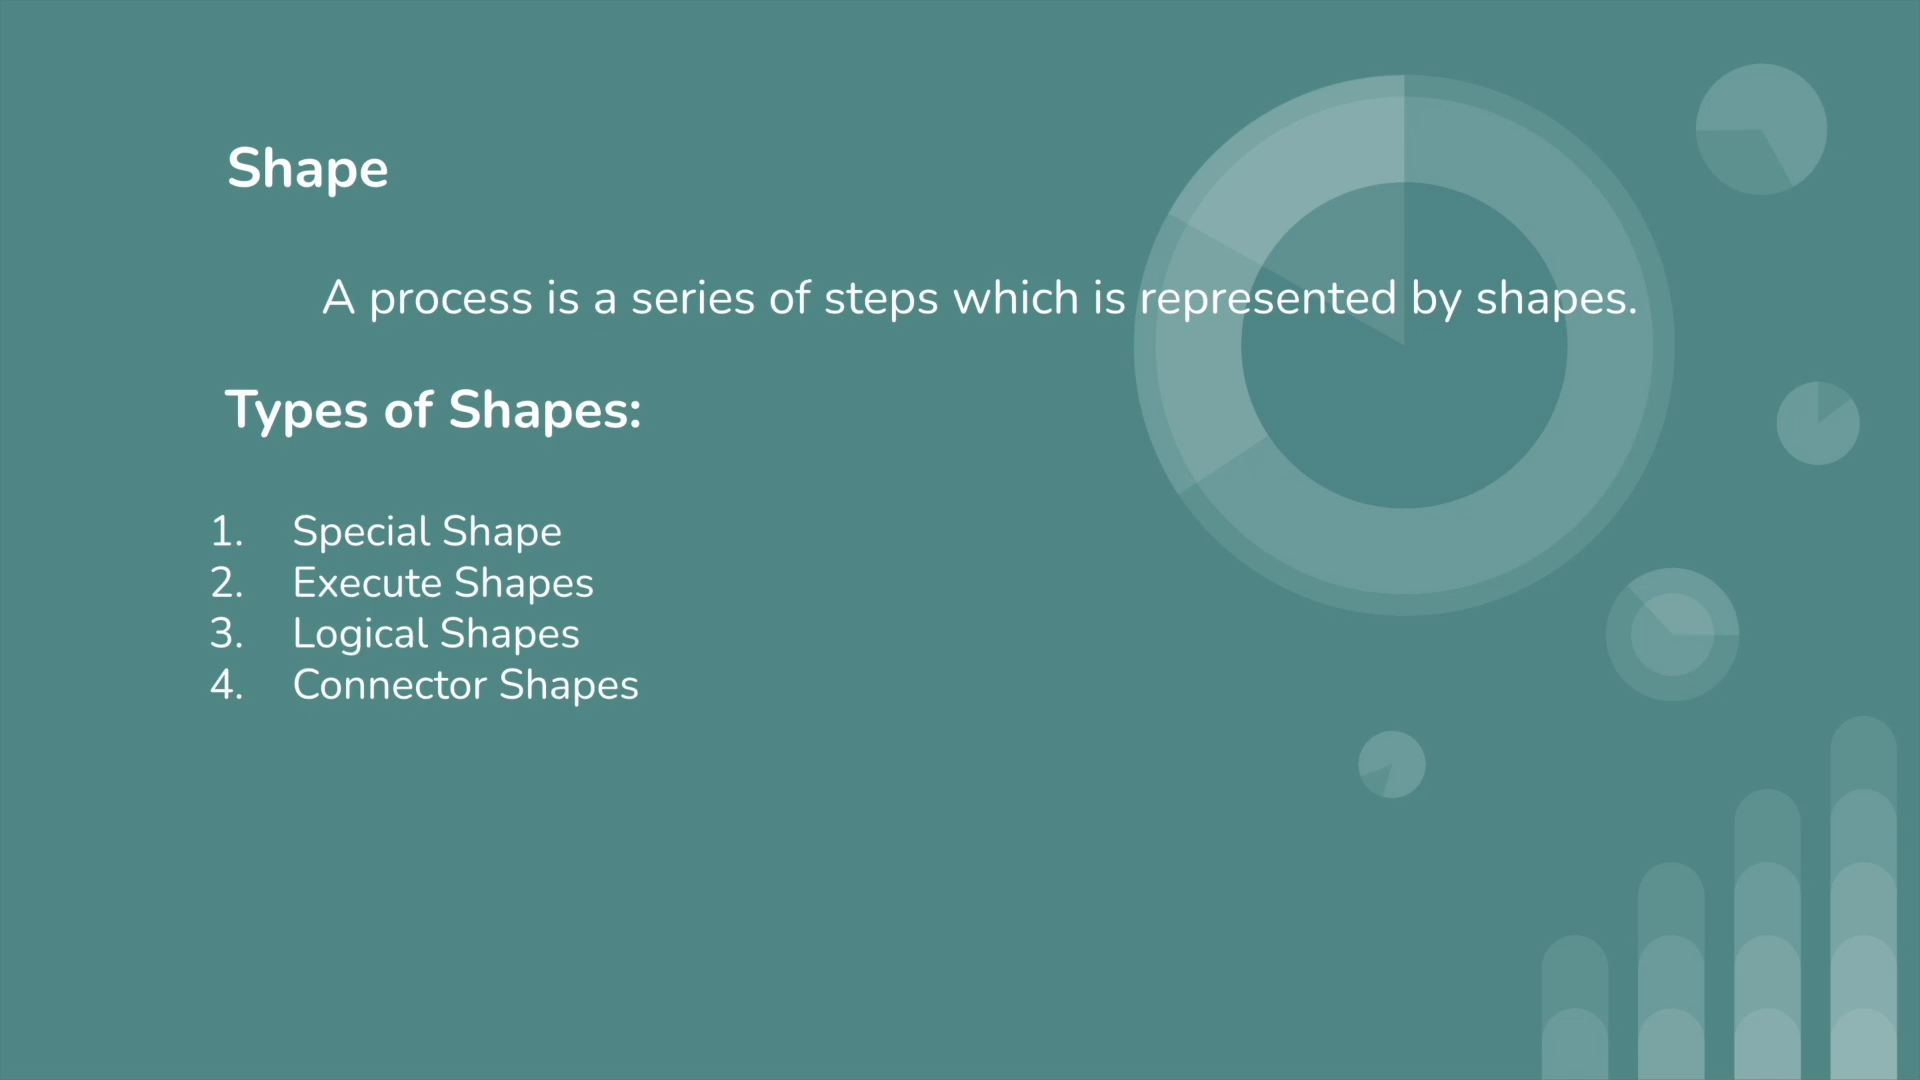 Shape
A process is a series of steps which is represented by shapes.
Types of Shapes:
1. Special Shape
2. Execute Shapes
3. Logical Shapes
4. Connector Shapes